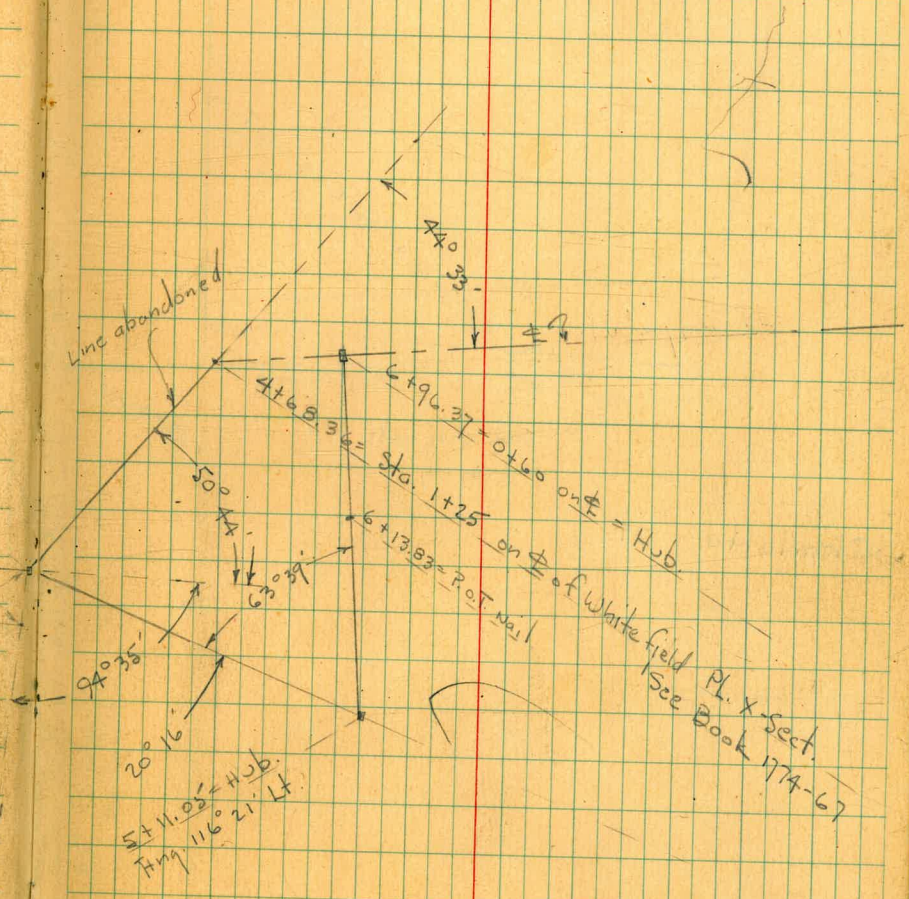 44° 33'
Line abandoned
℄
6+96.37 = 0+60 on ℄ = Hub.
4+68.36 = Sta. 1+25 on ℄ of Whitefield Pl. X-Sect.
See Book 1774-67
50° 44'
6+13.83 = P.O.T. Nail
63° 39'
94° 35'
20° 16'
5+11.05 = Hub.
Ang. 116° 21' Lt